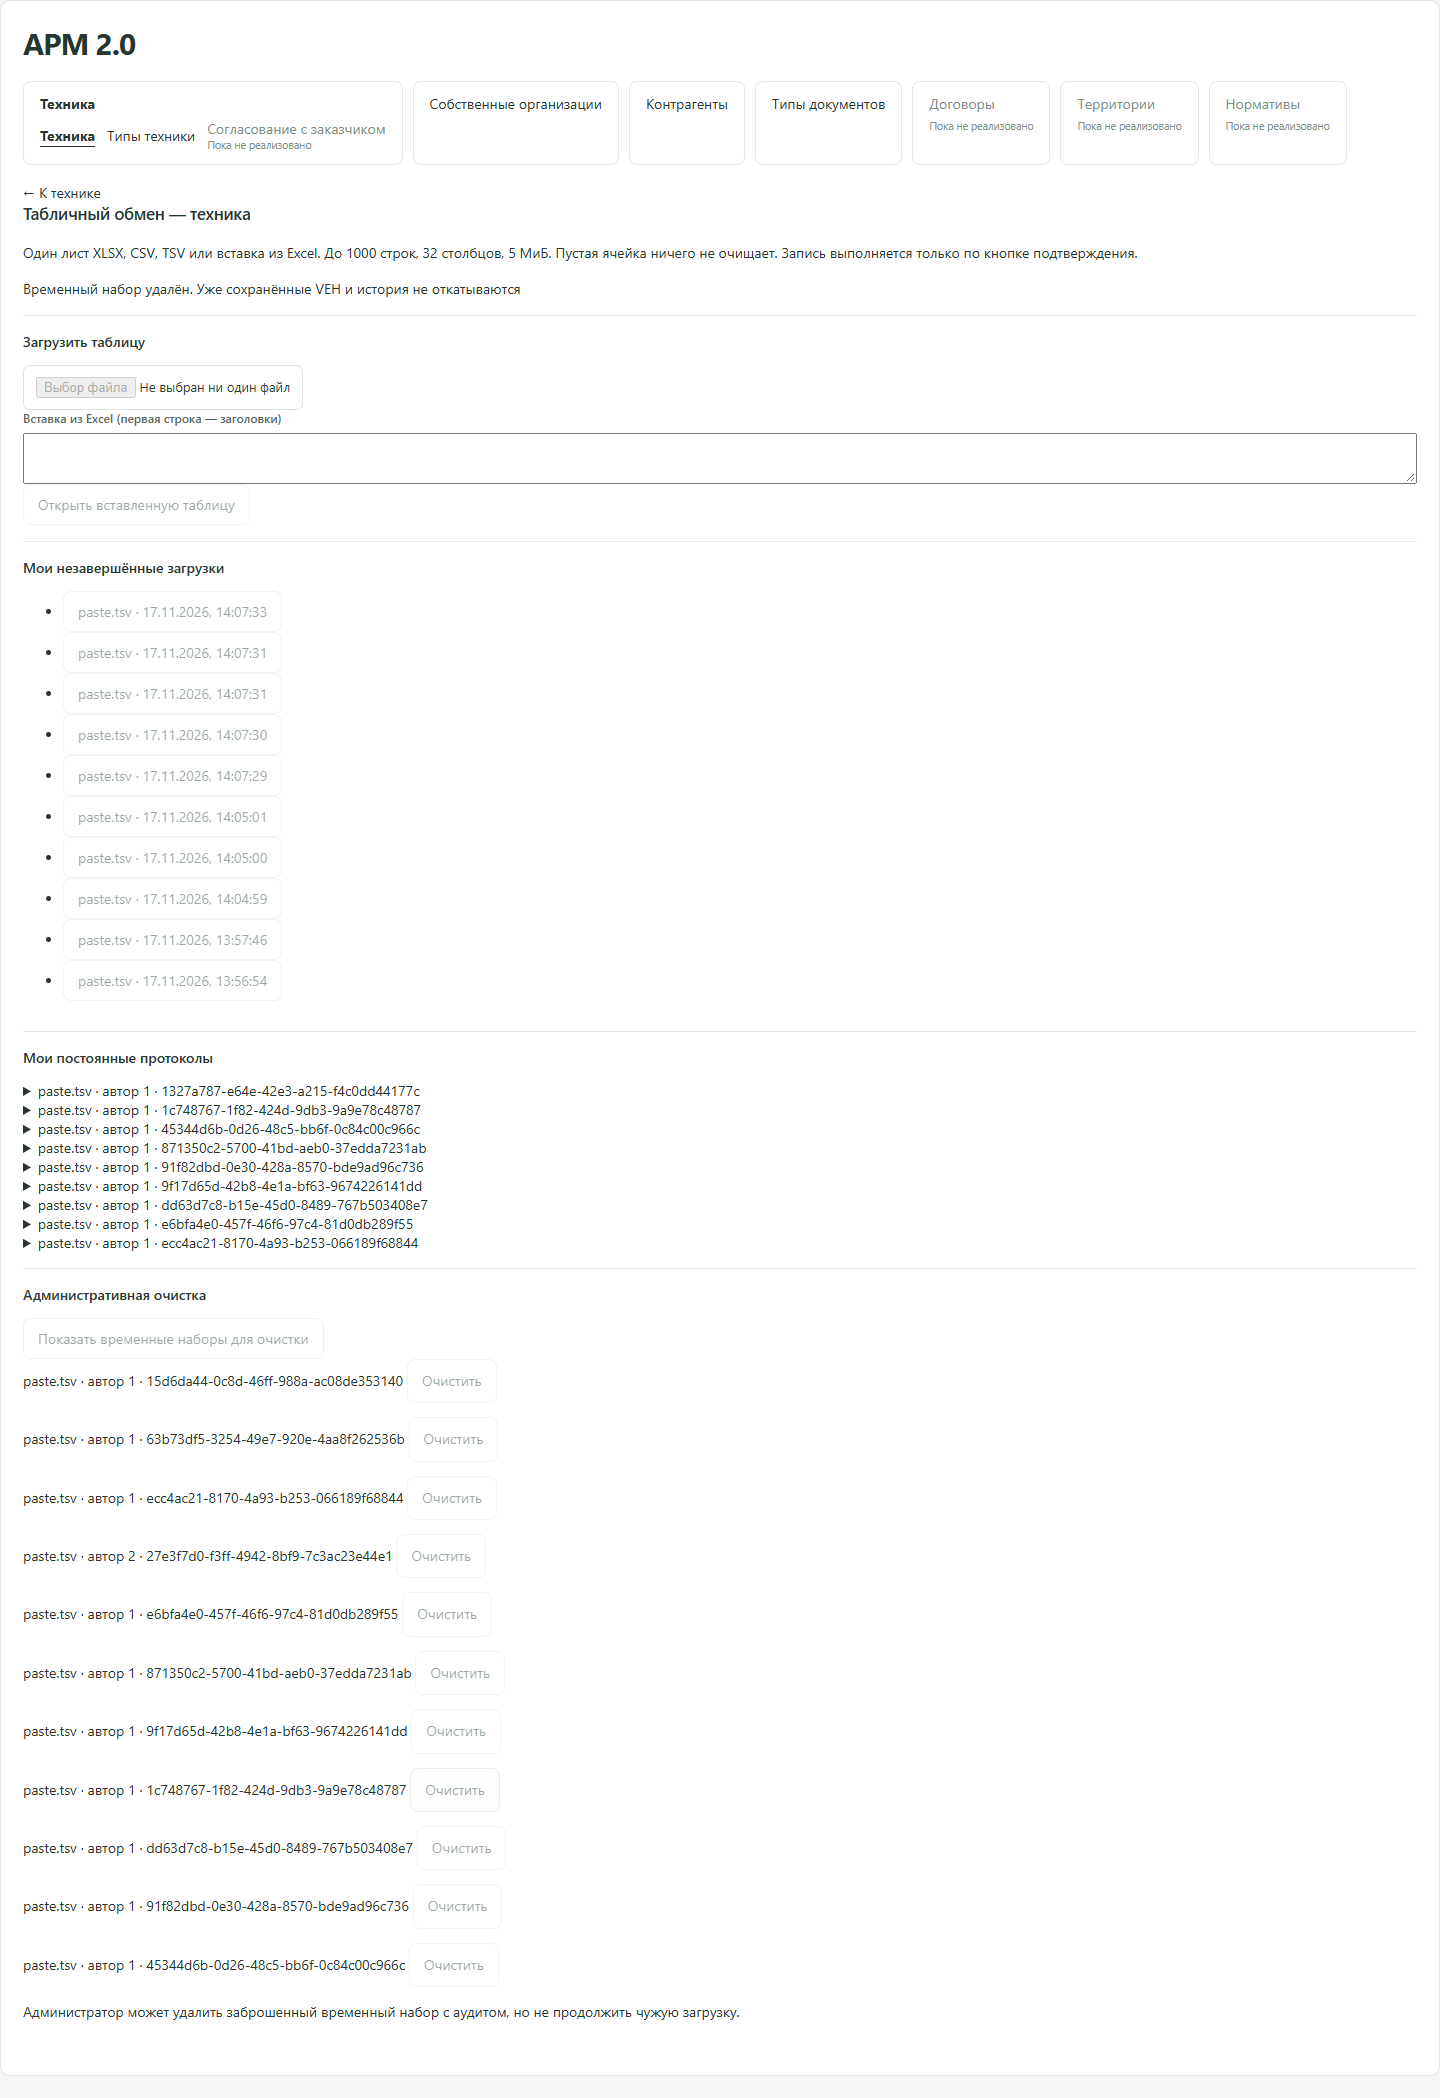 АРМ 2.0
Техника
Техника Типы техники Согласование с заказчиком
Пока не реализовано
Собственные организации
Контрагенты
Типы документов
Договоры
Пока не реализовано
Территории
Пока не реализовано
Нормативы
Пока не реализовано
← К технике
Табличный обмен — техника
Один лист XLSX, CSV, TSV или вставка из Excel. До 1000 строк, 32 столбцов, 5 МиБ. Пустая ячейка ничего не очищает. Запись выполняется только по кнопке подтверждения.
Временный набор удалён. Уже сохранённые VEH и история не откатываются
Загрузить таблицу
Выбор файла Не выбран ни один файл
Вставка из Excel (первая строка — заголовки)
Открыть вставленную таблицу
Мои незавершённые загрузки
• paste.tsv · 17.11.2026, 14:07:33
• paste.tsv · 17.11.2026, 14:07:31
• paste.tsv · 17.11.2026, 14:07:31
• paste.tsv · 17.11.2026, 14:07:30
• paste.tsv · 17.11.2026, 14:07:29
• paste.tsv · 17.11.2026, 14:05:01
• paste.tsv · 17.11.2026, 14:05:00
• paste.tsv · 17.11.2026, 14:04:59
• paste.tsv · 17.11.2026, 13:57:46
• paste.tsv · 17.11.2026, 13:56:54
Мои постоянные протоколы
▶ paste.tsv · автор 1 · 1327a787-e64e-42e3-a215-f4c0dd44177c
▶ paste.tsv · автор 1 · 1c748767-1f82-424d-9db3-9a9e78c48787
▶ paste.tsv · автор 1 · 45344d6b-0d26-48c5-bb6f-0c84c00c966c
▶ paste.tsv · автор 1 · 871350c2-5700-41bd-aeb0-37edda7231ab
▶ paste.tsv · автор 1 · 91f82dbd-0e30-428a-8570-bde9ad96c736
▶ paste.tsv · автор 1 · 9f17d65d-42b8-4e1a-bf63-9674226141dd
▶ paste.tsv · автор 1 · dd63d7c8-b15e-45d0-8489-767b503408e7
▶ paste.tsv · автор 1 · e6bfa4e0-457f-46f6-97c4-81d0db289f55
▶ paste.tsv · автор 1 · ecc4ac21-8170-4a93-b253-066189f68844
Административная очистка
Показать временные наборы для очистки
paste.tsv · автор 1 · 15d6da44-0c8d-46ff-988a-ac08de353140 Очистить
paste.tsv · автор 1 · 63b73df5-3254-49e7-920e-4aa8f262536b Очистить
paste.tsv · автор 1 · ecc4ac21-8170-4a93-b253-066189f68844 Очистить
paste.tsv · автор 2 · 27e3f7d0-f3ff-4942-8bf9-7c3ac23e44e1 Очистить
paste.tsv · автор 1 · e6bfa4e0-457f-46f6-97c4-81d0db289f55 Очистить
paste.tsv · автор 1 · 871350c2-5700-41bd-aeb0-37edda7231ab Очистить
paste.tsv · автор 1 · 9f17d65d-42b8-4e1a-bf63-9674226141dd Очистить
paste.tsv · автор 1 · 1c748767-1f82-424d-9db3-9a9e78c48787 Очистить
paste.tsv · автор 1 · dd63d7c8-b15e-45d0-8489-767b503408e7 Очистить
paste.tsv · автор 1 · 91f82dbd-0e30-428a-8570-bde9ad96c736 Очистить
paste.tsv · автор 1 · 45344d6b-0d26-48c5-bb6f-0c84c00c966c Очистить
Администратор может удалить заброшенный временный набор с аудитом, но не продолжить чужую загрузку.